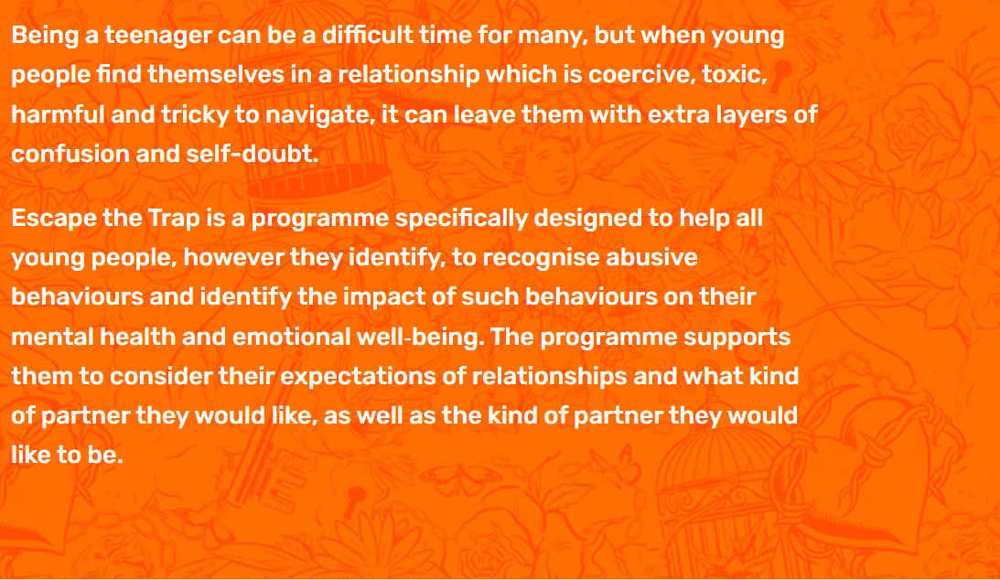 Being a teenager can be a difficult time for many, but when young
people find themselves in a relationship which is coercive, toxic,
harmful and tricky to navigate, it can leave them with extra layers of
confusion and self-doubt.
Escape the Trap is a programme specifically designed to help all
young people, however they identify, to recognise abusive
behaviours and identify the impact of such behaviours on their
mental health and emotional well-being. The programme supports
them to consider their expectations of relationships and what kind
of partner they would like, as well as the kind of partner they would
like to be.